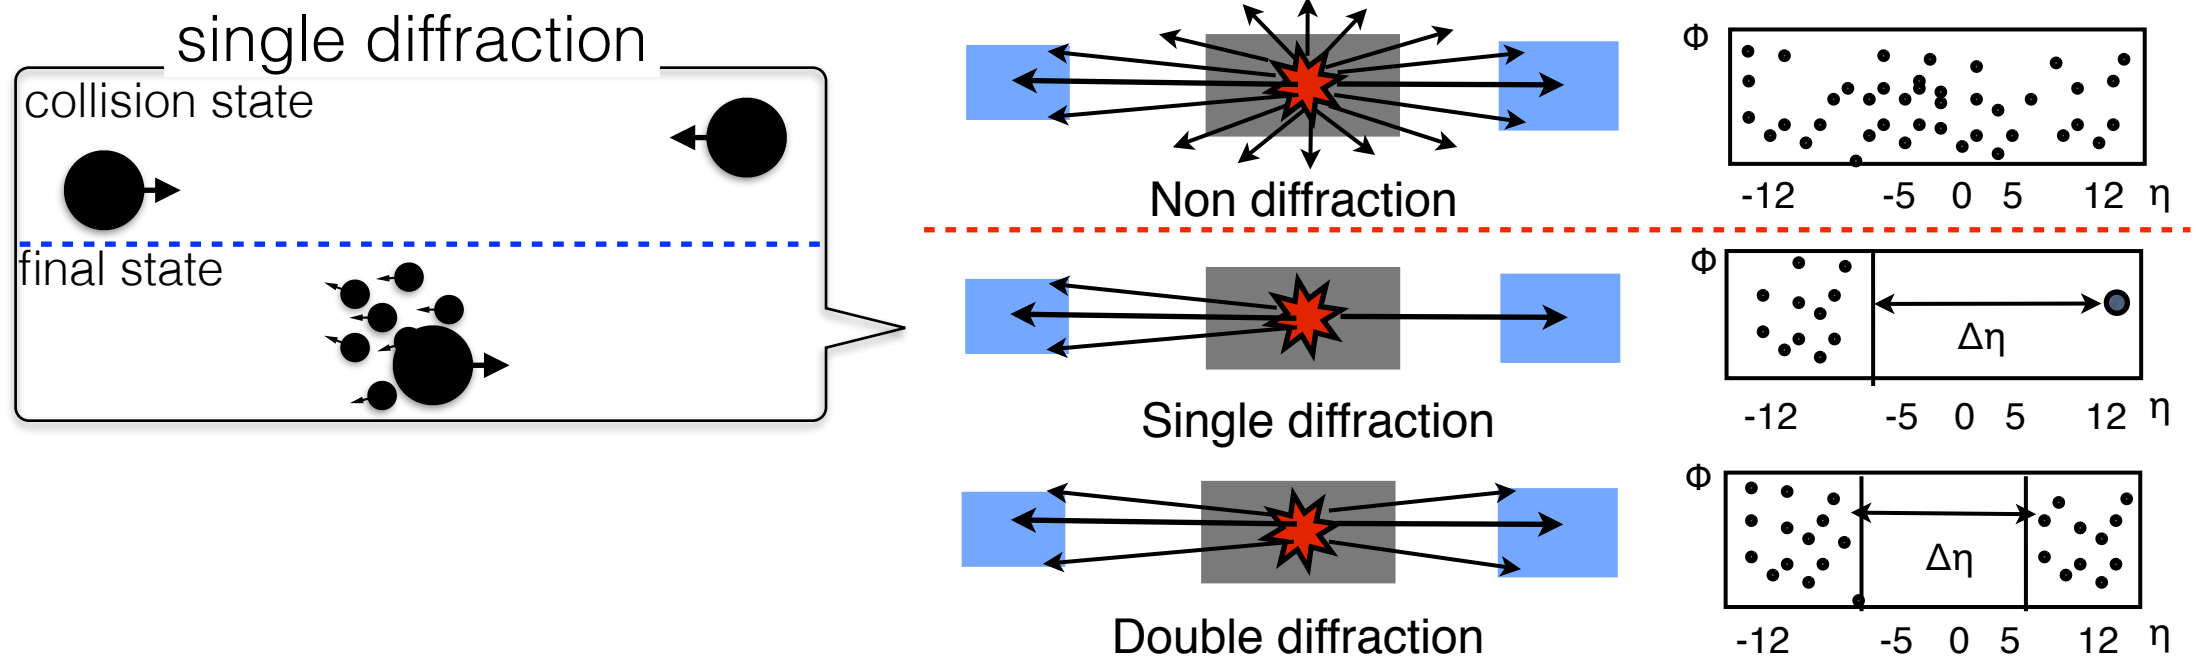 single diffraction
collision state
final state
Non diffraction
Φ
-12 -5 0 5 12 η
Single diffraction
Φ
Δη
-12 -5 0 5 12 η
Double diffraction
Φ
Δη
-12 -5 0 5 12 η